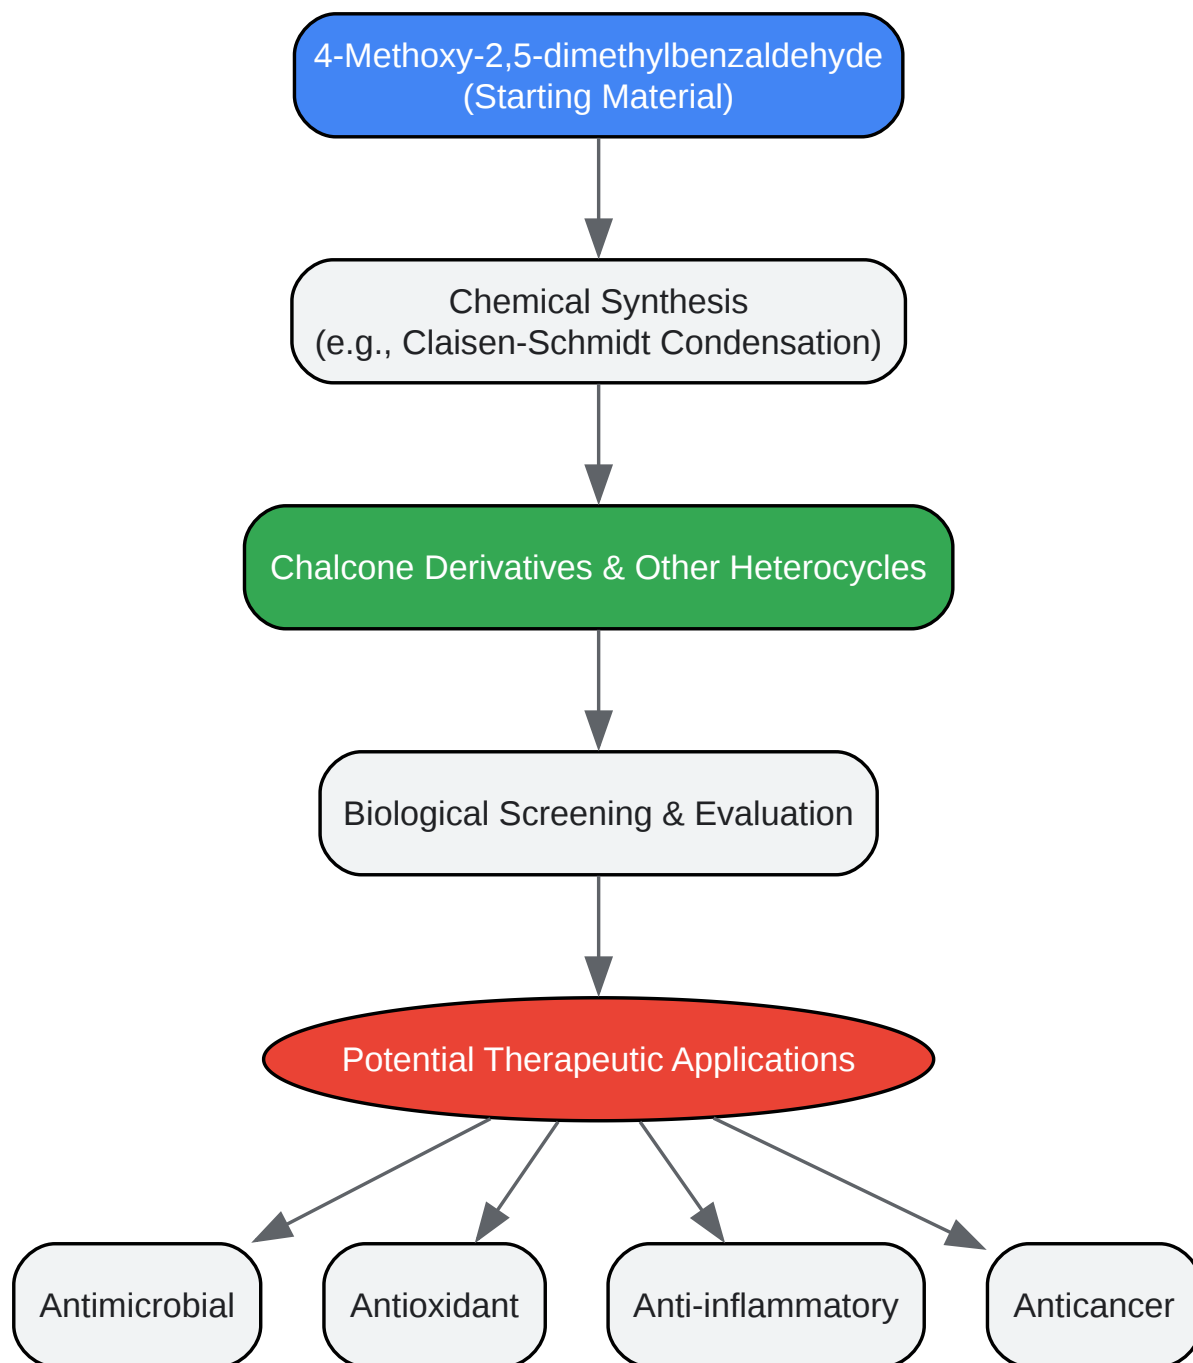 4-Methoxy-2,5-dimethylbenzaldehyde
(Starting Material)
Chemical Synthesis
(e.g., Claisen-Schmidt Condensation)
Chalcone Derivatives & Other Heterocycles
Biological Screening & Evaluation
Potential Therapeutic Applications
Antimicrobial
Antioxidant
Anti-inflammatory
Anticancer